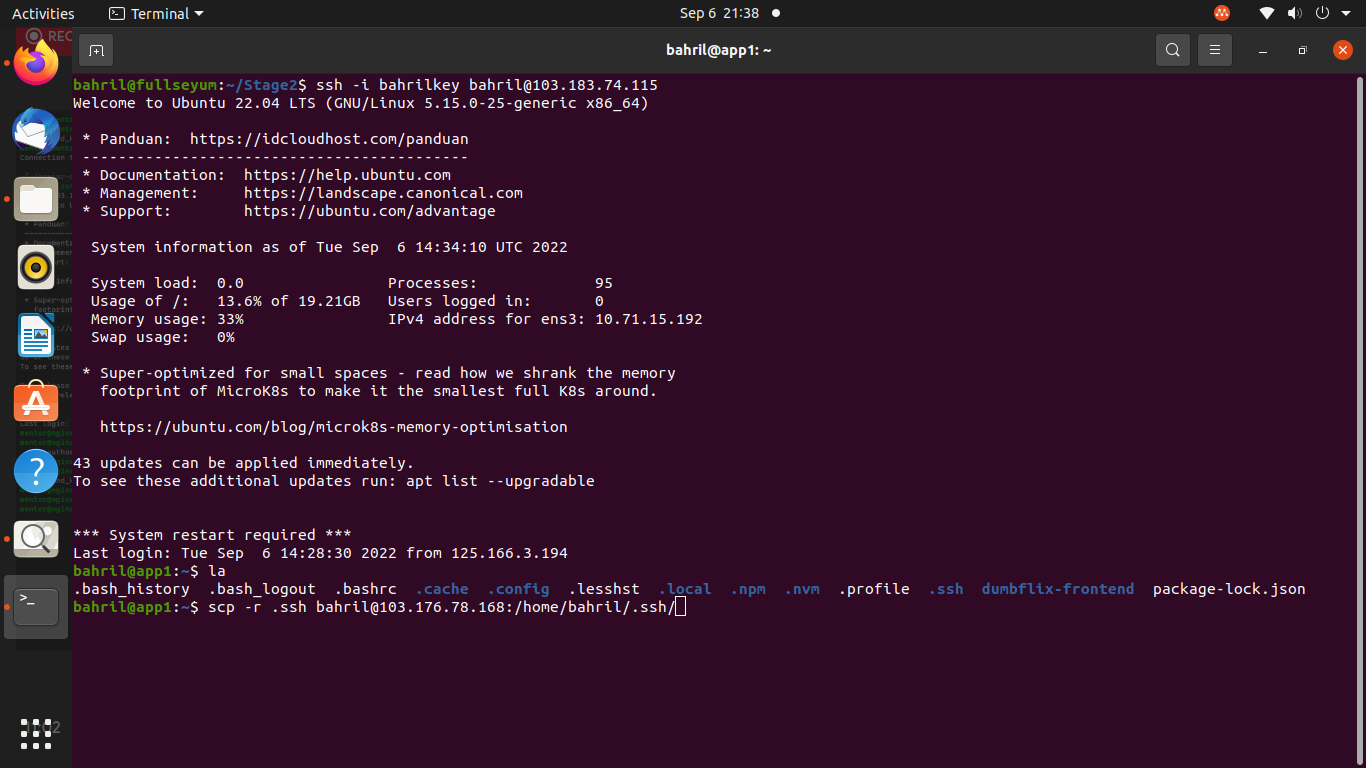 Activities Terminal Sep 6 21:38
REC
bahril@app1: ~
bahril@fullseyum:~/Stage2$ ssh -i bahrilkey bahril@103.183.74.115
Welcome to Ubuntu 22.04 LTS (GNU/Linux 5.15.0-25-generic x86_64)
* Panduan: https://idcloudhost.com/panduan
-------------------------------------------
* Documentation: https://help.ubuntu.com
* Management: https://landscape.canonical.com
* Support: https://ubuntu.com/advantage
System information as of Tue Sep 6 14:34:10 UTC 2022
System load: 0.0 Processes: 95
Usage of /: 13.6% of 19.21GB Users logged in: 0
Memory usage: 33% IPv4 address for ens3: 10.71.15.192
Swap usage: 0%
* Super-optimized for small spaces - read how we shrank the memory
footprint of MicroK8s to make it the smallest full K8s around.
https://ubuntu.com/blog/microk8s-memory-optimisation
43 updates can be applied immediately.
To see these additional updates run: apt list --upgradable
*** System restart required ***
Last login: Tue Sep 6 14:28:30 2022 from 125.166.3.194
bahril@app1:~$ la
.bash_history .bash_logout .bashrc .cache .config .lesshst .local .npm .nvm .profile .ssh dumbflix-frontend package-lock.json
bahril@app1:~$ scp -r .ssh bahril@103.176.78.168:/home/bahril/.ssh/